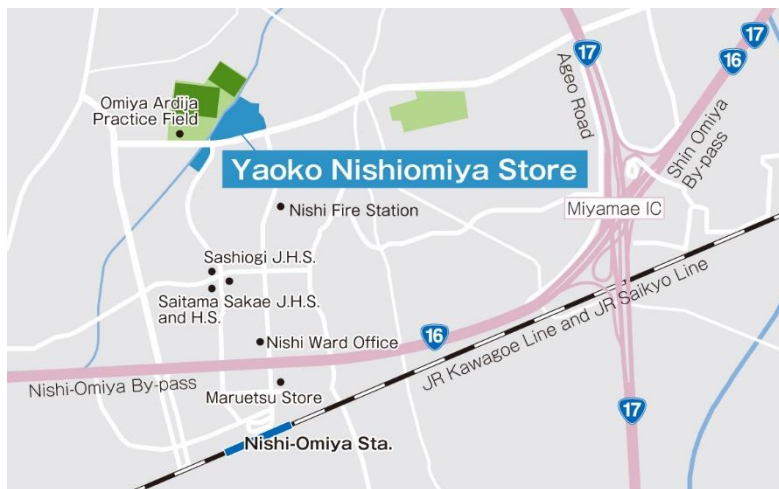 17
17
16
Ageo Road
Shin Omiya
By-pass
Omiya Ardija
Practice Field
Yaoko Nishiomiya Store
Nishi Fire Station
Miyamae IC
Sashiogi J.H.S.
Saitama Sakae J.H.S.
and H.S.
JR Kawagoe Line and JR Saikyo Line
16
Nishi Ward Office
Nishi-Omiya By-pass
Maruetsu Store
17
Nishi-Omiya Sta.